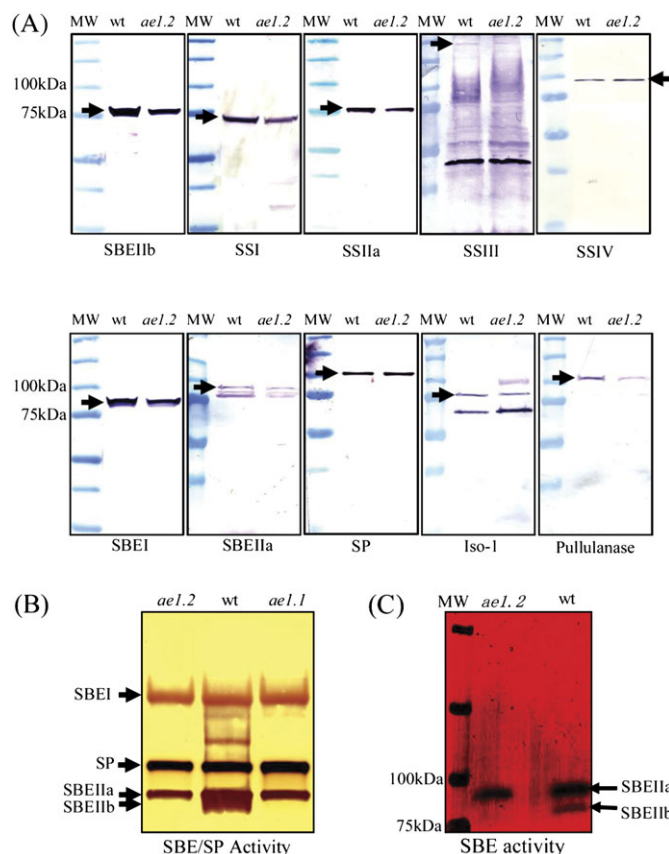 (A)
MW wt ae1.2 MW wt ae1.2 MW wt ae1.2 MW wt ae1.2 MW wt ae1.2
100kDa
75kDa
SBEIIb SSI SSIIa SSIII SSIV
MW wt ae1.2 MW wt ae1.2 MW wt ae1.2 MW wt ae1.2 MW wt ae1.2
100kDa
75kDa
SBEI SBEIIa SP Iso-1 Pullulanase
(B) (C)
ae1.2 wt ae1.1 MW ae1.2 wt
SBEI
SP
SBEIIa
SBEIIb
100kDa
75kDa
SBEIIa
SBEIIb
SBE/SP Activity SBE activity